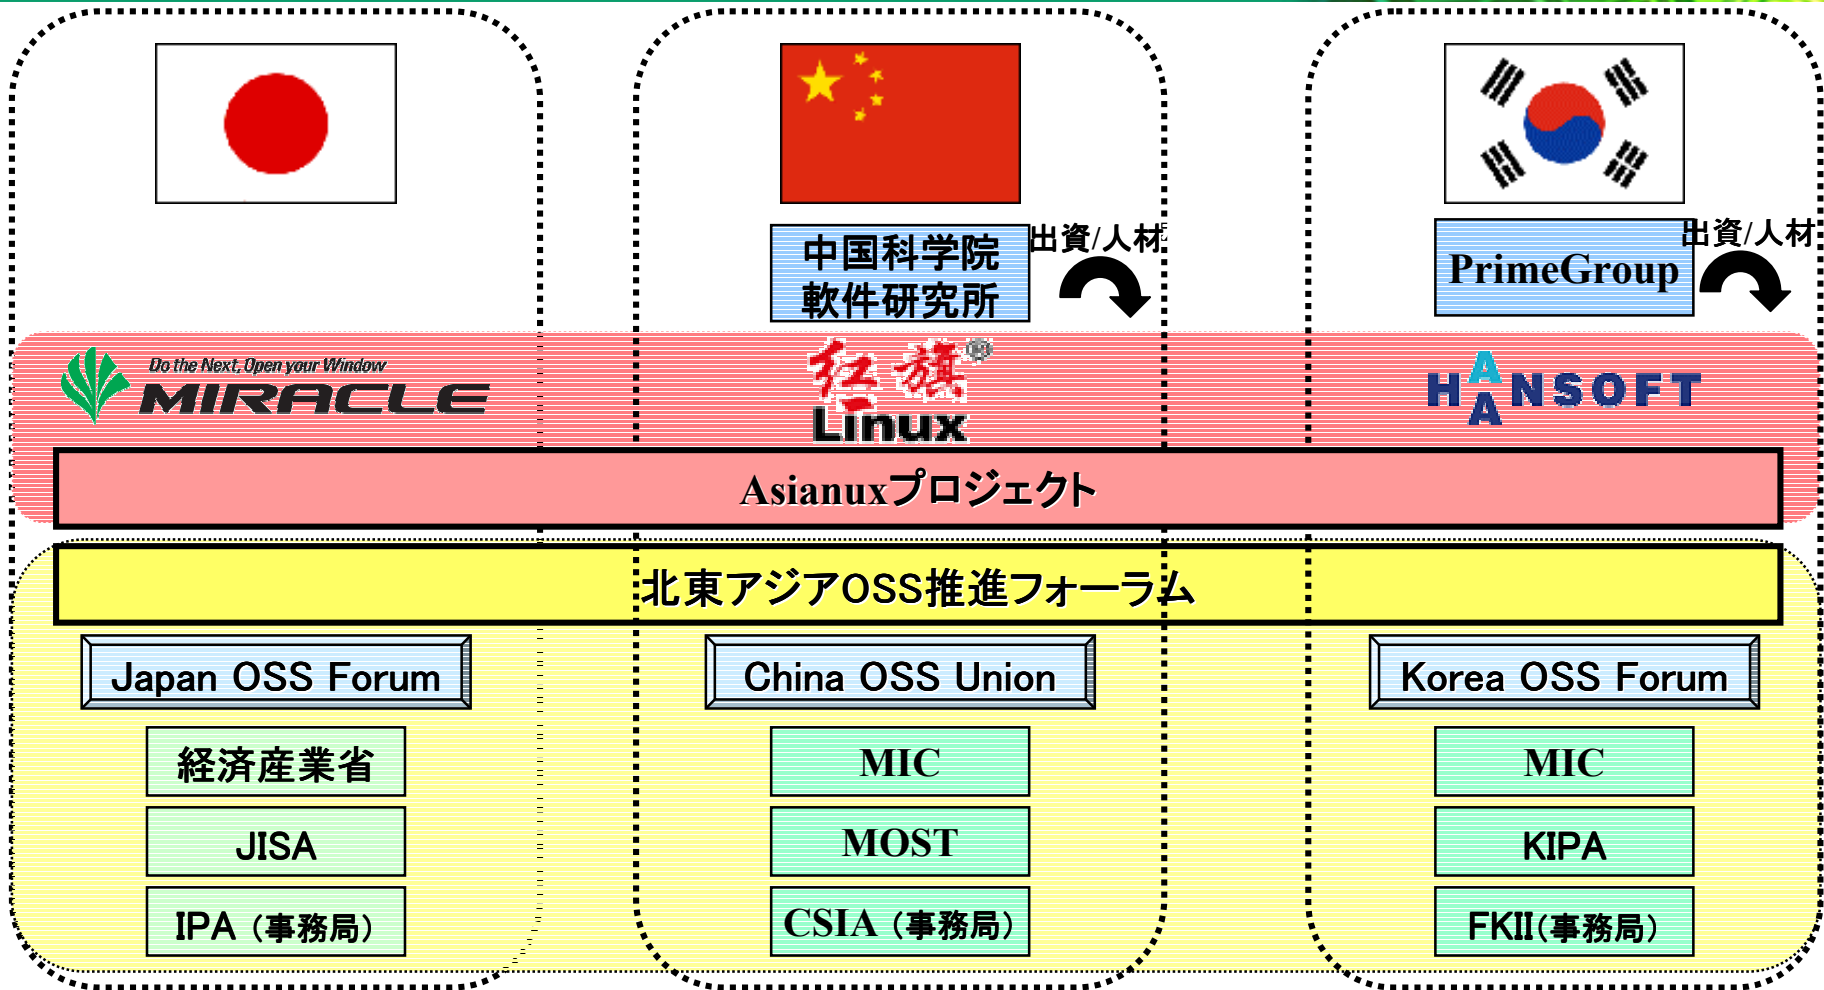 中国科学院
軟件研究所
出資/人材
PrimeGroup
出資/人材
Do the Next, Open your Window
MIRACLE
红旗®
Linux
HAANSOFT
Asianuxプロジェクト
北東アジアOSS推進フォーラム
Japan OSS Forum
China OSS Union
Korea OSS Forum
経済産業省
MIC
MIC
JISA
MOST
KIPA
IPA（事務局）
CSIA（事務局）
FKII（事務局）